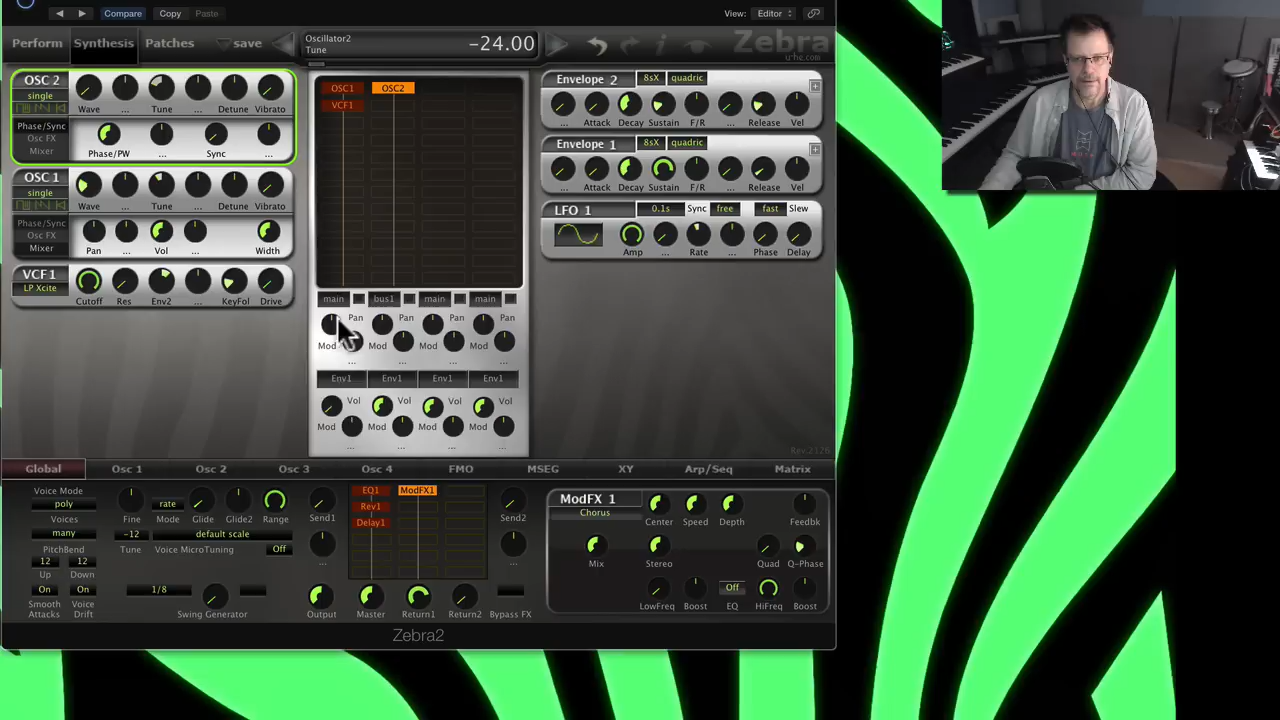 Compare Copy Paste View: Editor
Perform Synthesis Patches save Oscillator2 Tune -24.00 Zebra u-he.com
OSC 2
single
Wave ... Tune ... Detune Vibrato
Phase/Sync
Osc FX
Mixer
Phase/PW ... Sync ...
OSC 1
single
Wave ... Tune ... Detune Vibrato
Phase/Sync
Osc FX
Mixer
Pan ... Vol ... Width
VCF 1
LP Xcite
Cutoff Res Env2 ... KeyFol Drive
OSC1 OSC2
VCF1
main bus1 main main
Pan Pan Pan Pan
Mod Mod Mod Mod
... ... ... ...
Env1 Env1 Env1 Env1
Vol Vol Vol Vol
Mod Mod Mod Mod
... ... ... ...
Envelope 2 8sX quadric
... Attack Decay Sustain F/R ... Release Vel
Envelope 1 8sX quadric
... Attack Decay Sustain F/R ... Release Vel
LFO 1 0.1s Sync free fast Slew
Amp ... Rate ... Phase Delay
Rev.2126
Global Osc 1 Osc 2 Osc 3 Osc 4 FMO MSEG XY Arp/Seq Matrix
Voice Mode
poly
Voices
many
PitchBend
12 12
Up Down
On On
Smooth Attacks Voice Drift
rate
Fine Mode Glide Glide2 Range
-12 default scale
Tune Voice MicroTuning Off
1/8
Swing Generator
Send1
...
Output
EQ1 ModFX1
Rev1
Delay1
Master Return1 Return2
Send2
...
Bypass FX
ModFX 1
Chorus
Center Speed Depth Feedbk
Mix Stereo Quad Q-Phase
Off
LowFreq Boost EQ HiFreq Boost
Zebra2